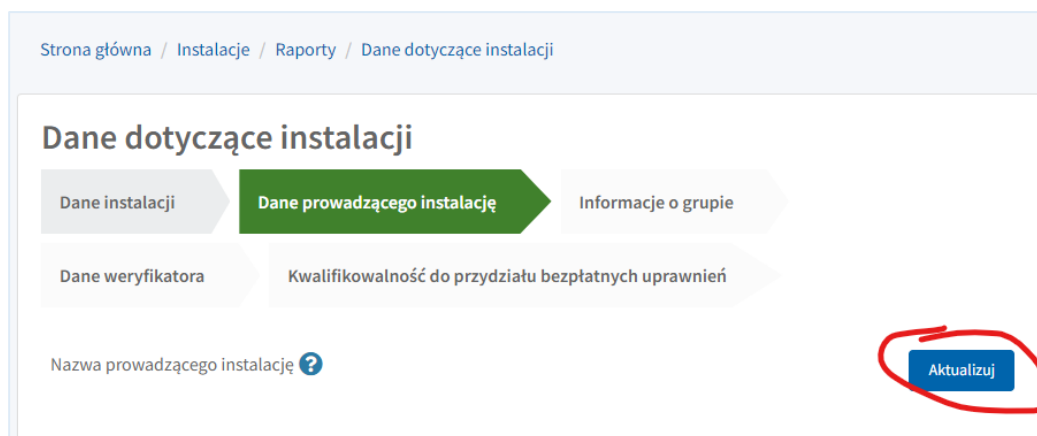 Strona główna / Instalacje / Raporty / Dane dotyczące instalacji
Dane dotyczące instalacji
Dane instalacji
Dane prowadzącego instalację
Informacje o grupie
Dane weryfikatora
Kwalifikowalność do przydziału bezpłatnych uprawnień
Nazwa prowadzącego instalację ?
Aktualizuj